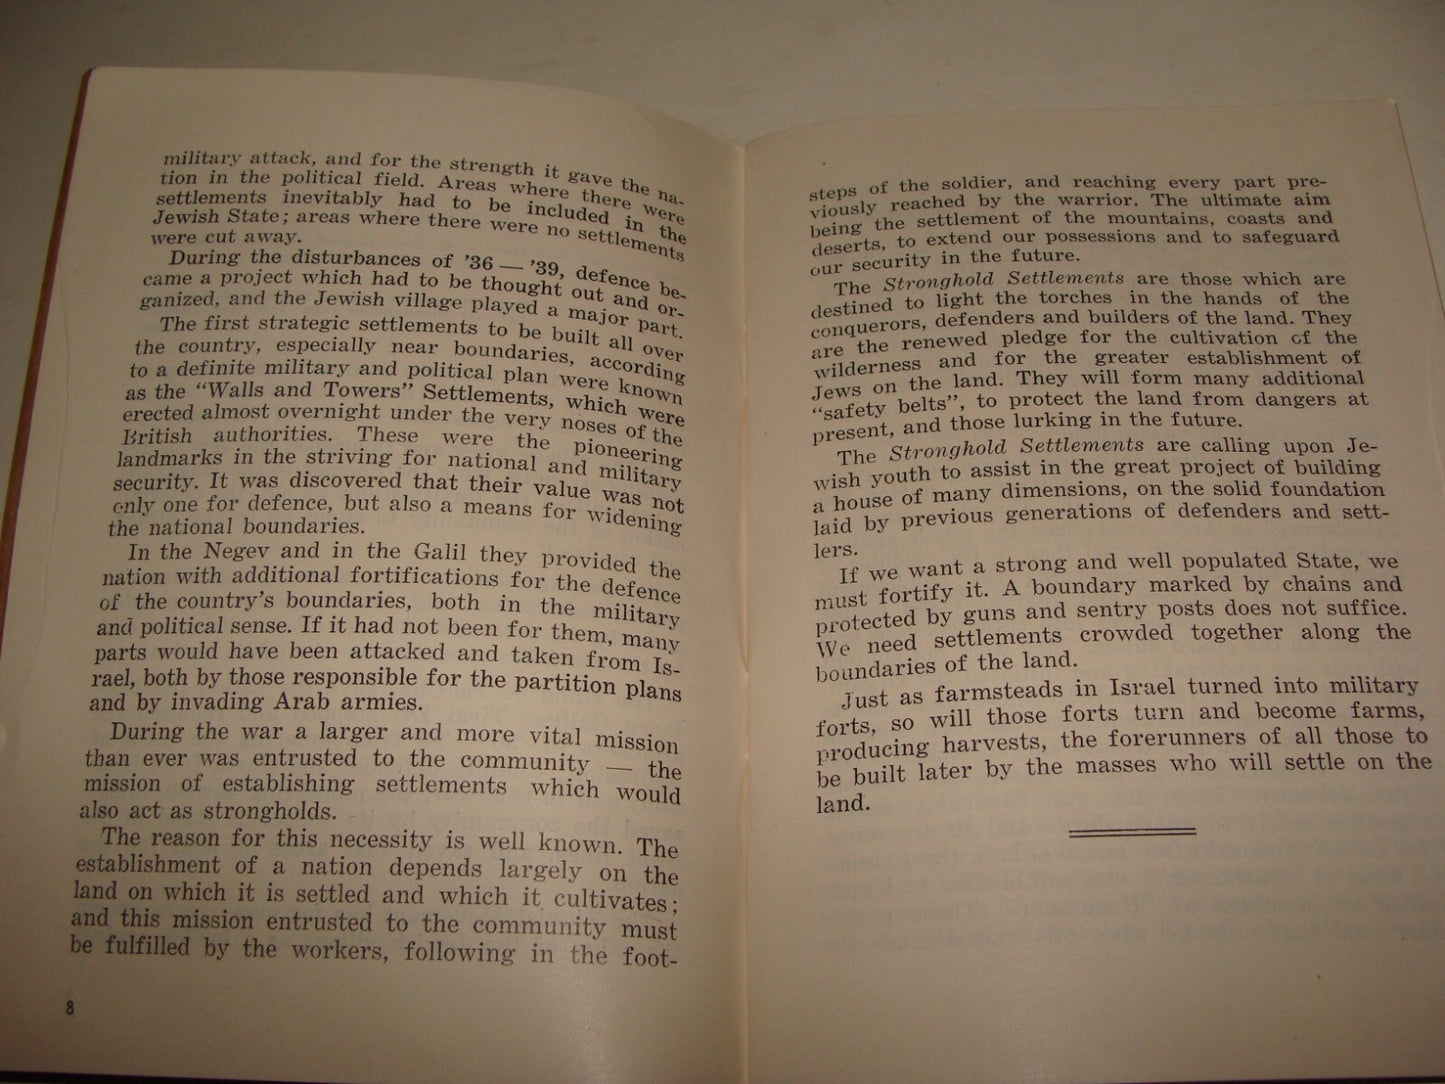 military attack, and for the strength it gave the na-
tion in the political field. Areas where there were
settlements inevitably had to be included in the
Jewish State; areas where there were no settlements
were cut away.
During the disturbances of '36 — '39, defence be-
came a project which had to be thought out and or-
ganized, and the Jewish village played a major part.
The first strategic settlements to be built all over
the country, especially near boundaries, according
to a definite military and political plan were known
as the “Walls and Towers” Settlements, which were
erected almost overnight under the very noses of the
British authorities. These were the pioneering
landmarks in the striving for national and military
security. It was discovered that their value was not
only one for defence, but also a means for widening
the national boundaries.
In the Negev and in the Galil they provided the
nation with additional fortifications for the defence
of the country's boundaries, both in the military
and political sense. If it had not been for them, many
parts would have been attacked and taken from Is-
rael, both by those responsible for the partition plans
and by invading Arab armies.
During the war a larger and more vital mission
than ever was entrusted to the community — the
mission of establishing settlements which would
also act as strongholds.
The reason for this necessity is well known. The
establishment of a nation depends largely on the
land on which it is settled and which it cultivates;
and this mission entrusted to the community must
be fulfilled by the workers, following in the foot-
8
steps of the soldier, and reaching every part pre-
viously reached by the warrior. The ultimate aim
being the settlement of the mountains, coasts and
deserts, to extend our possessions and to safeguard
our security in the future.
The Stronghold Settlements are those which are
destined to light the torches in the hands of the
conquerors, defenders and builders of the land. They
are the renewed pledge for the cultivation of the
wilderness and for the greater establishment of
Jews on the land. They will form many additional
“safety belts”, to protect the land from dangers at
present, and those lurking in the future.
The Stronghold Settlements are calling upon Je-
wish youth to assist in the great project of building
a house of many dimensions, on the solid foundation
laid by previous generations of defenders and sett-
lers.
If we want a strong and well populated State, we
must fortify it. A boundary marked by chains and
protected by guns and sentry posts does not suffice.
We need settlements crowded together along the
boundaries of the land.
Just as farmsteads in Israel turned into military
forts, so will those forts turn and become farms,
producing harvests, the forerunners of all those to
be built later by the masses who will settle on the
land.